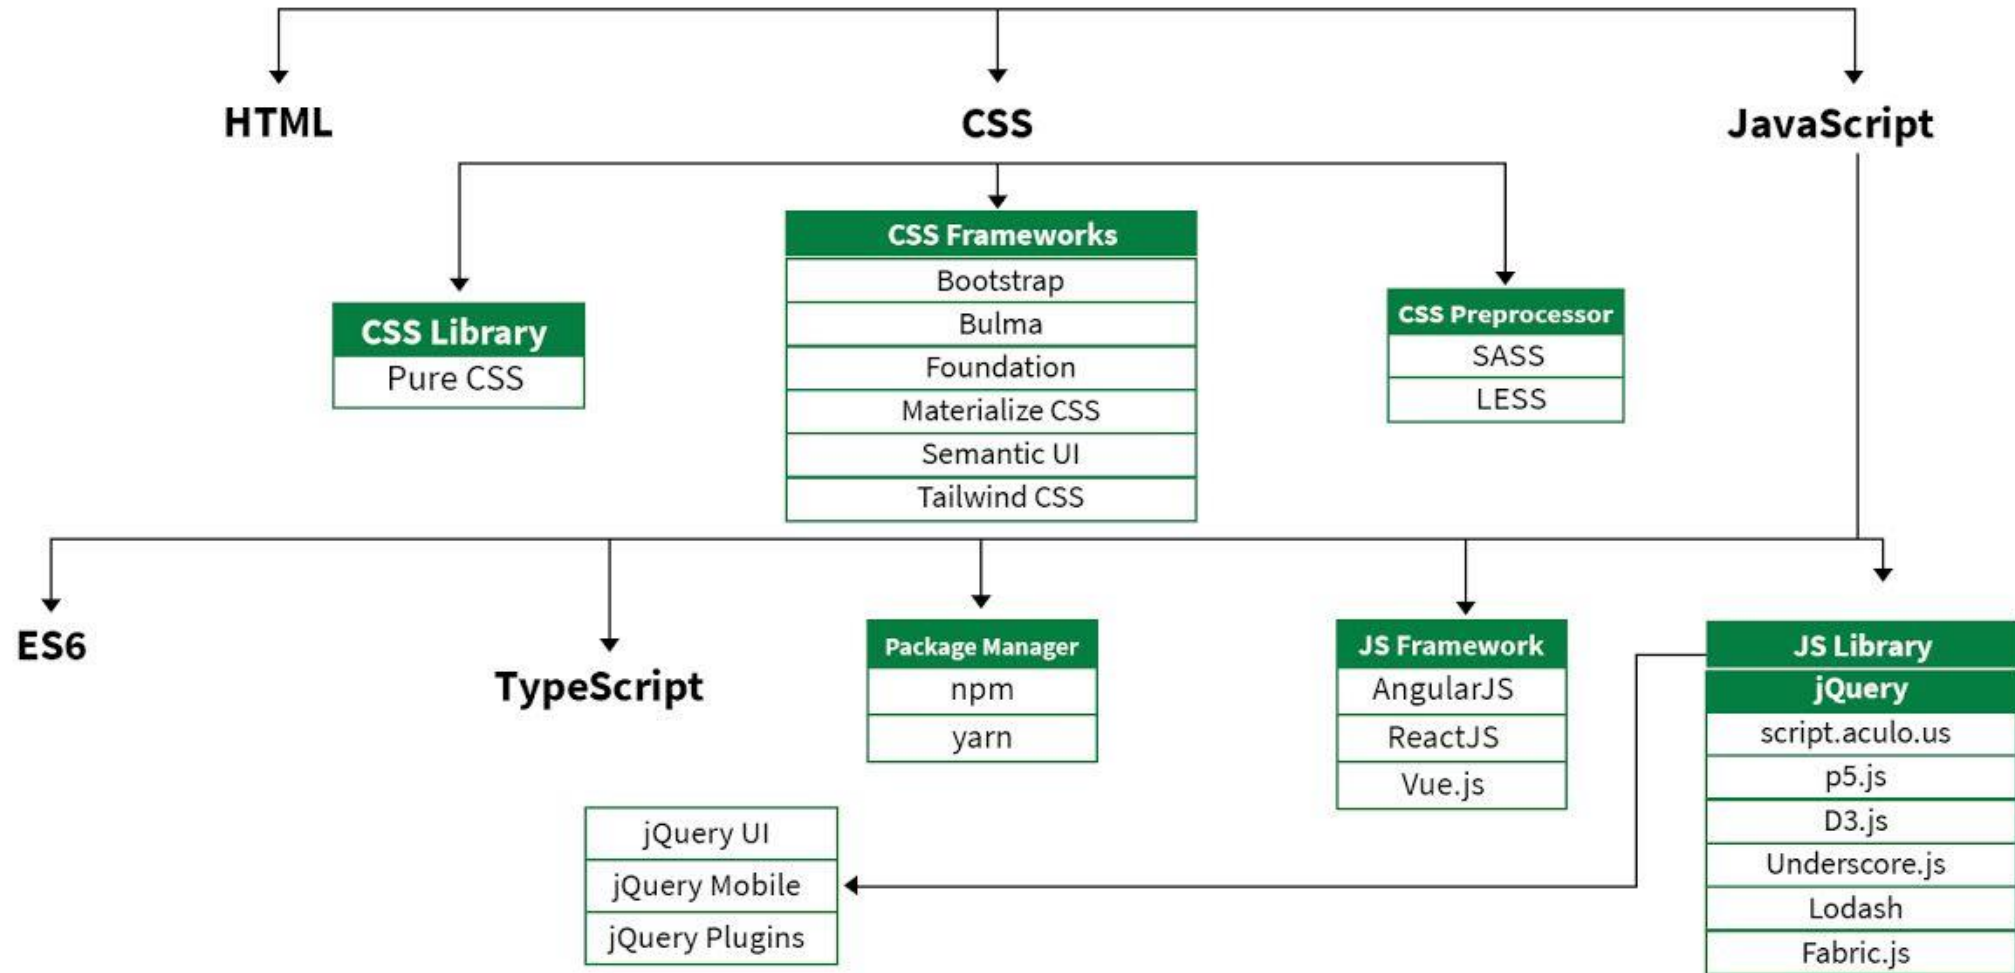 HTML
CSS
JavaScript
CSS Library
Pure CSS
CSS Frameworks
Bootstrap
Bulma
Foundation
Materialize CSS
Semantic UI
Tailwind CSS
CSS Preprocessor
SASS
LESS
ES6
TypeScript
Package Manager
npm
yarn
JS Framework
AngularJS
ReactJS
Vue.js
JS Library
jQuery
script.aculo.us
p5.js
D3.js
Underscore.js
Lodash
Fabric.js
jQuery UI
jQuery Mobile
jQuery Plugins